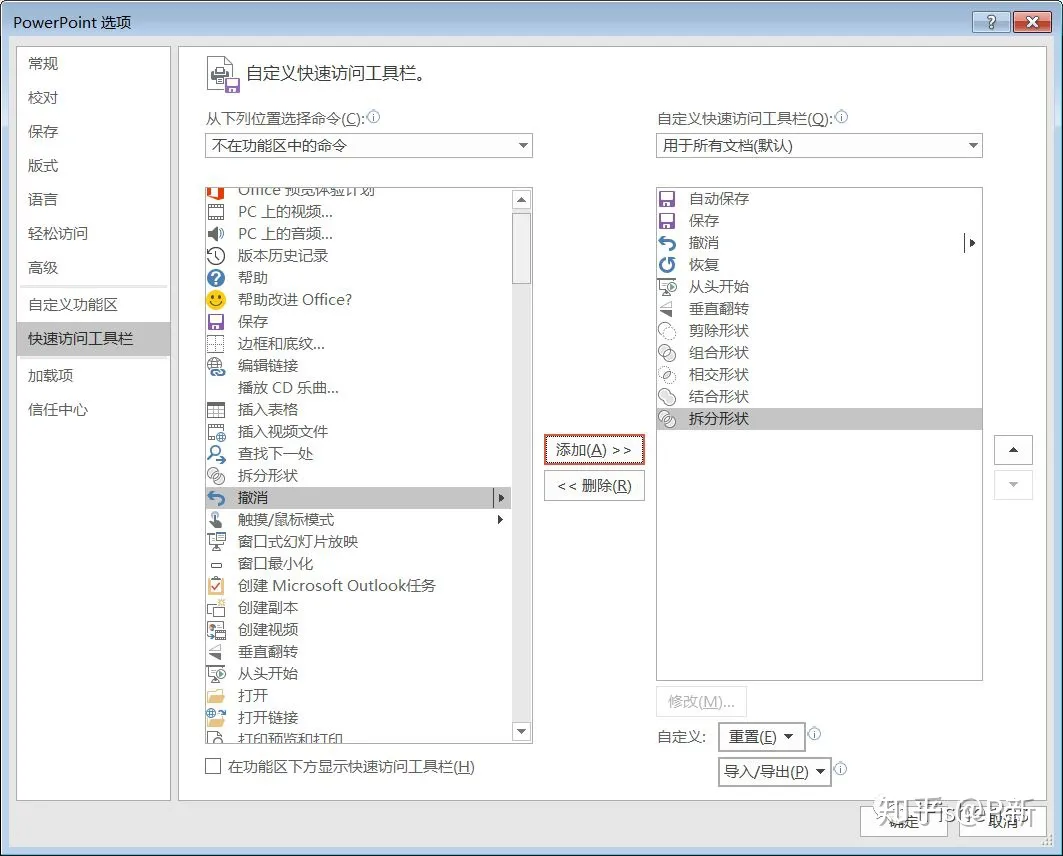 PowerPoint 选项
?
常规
校对
保存
版式
语言
轻松访问
高级
自定义功能区
快速访问工具栏
加载项
信任中心
自定义快速访问工具栏。
从下列位置选择命令(C):
不在功能区中的命令
Office 预览体验计划
PC 上的视频...
PC 上的音频...
版本历史记录
帮助
帮助改进 Office?
保存
边框和底纹...
编辑链接
播放 CD 乐曲...
插入表格
插入视频文件
查找下一处
拆分形状
撤消
触摸/鼠标模式
窗口式幻灯片放映
窗口最小化
创建 Microsoft Outlook任务
创建副本
创建视频
垂直翻转
从头开始
打开
打开链接
打印预览和打印
在功能区下方显示快速访问工具栏(H)
添加(A) >>
<< 删除(R)
自定义快速访问工具栏(Q):
用于所有文档(默认)
自动保存
保存
撤消
恢复
从头开始
垂直翻转
剪除形状
组合形状
相交形状
结合形状
拆分形状
修改(M)...
自定义:
重置(E)
导入/导出(P)
确定
取消
知乎